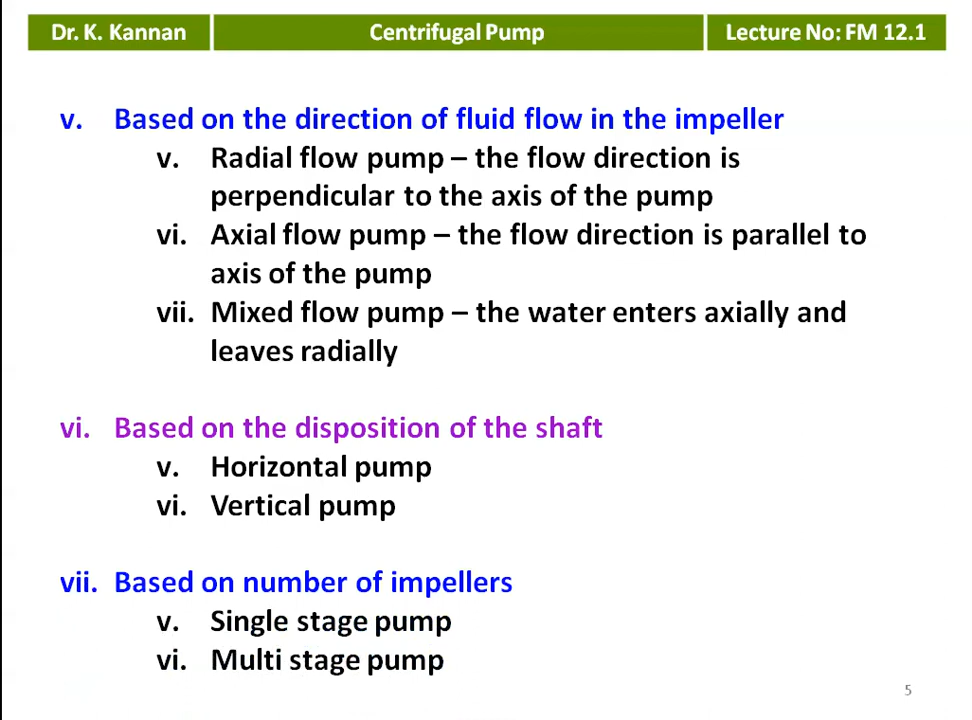 Dr. K. Kannan
Centrifugal Pump
Lecture No: FM 12.1
v. Based on the direction of fluid flow in the impeller
v. Radial flow pump – the flow direction is
perpendicular to the axis of the pump
vi. Axial flow pump – the flow direction is parallel to
axis of the pump
vii. Mixed flow pump – the water enters axially and
leaves radially
vi. Based on the disposition of the shaft
v. Horizontal pump
vi. Vertical pump
vii. Based on number of impellers
v. Single stage pump
vi. Multi stage pump
5